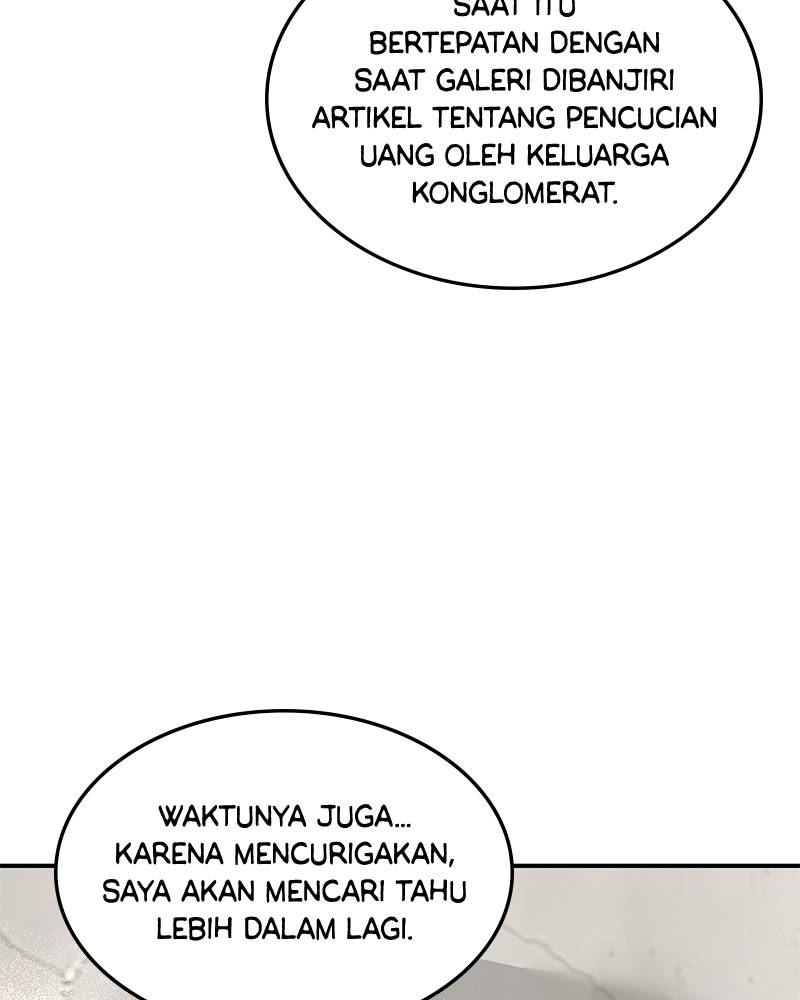 SAAT ITU
BERTEPATAN DENGAN
SAAT GALERI DIBANJIRI
ARTIKEL TENTANG PENCUCIAN
UANG OLEH KELUARGA
KONGLOMERAT.
WAKTUNYA JUGA...
KARENA MENCURIGAKAN,
SAYA AKAN MENCARI TAHU
LEBIH DALAM LAGI.